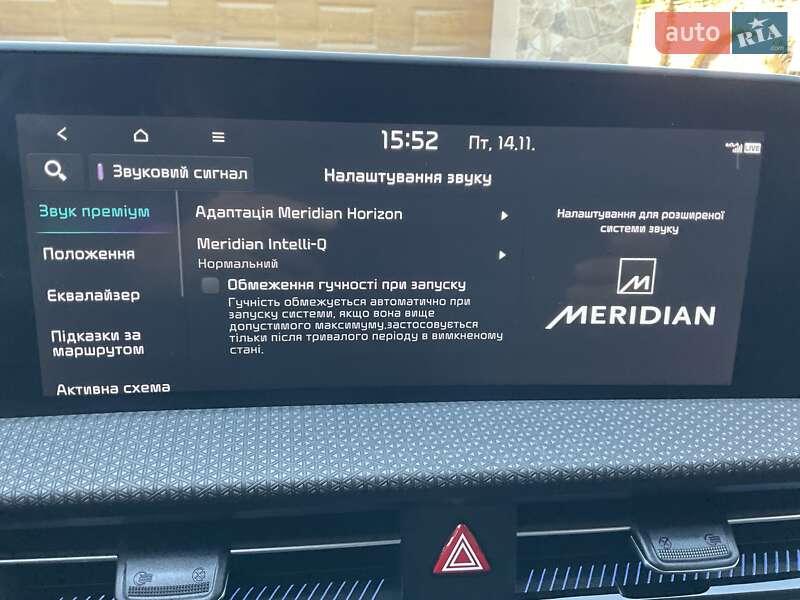 auto RIA
.com
15:52 Пт, 14.11.
LIVE
Звуковий сигнал
Налаштування звуку
Звук преміум
Положення
Еквалайзер
Підказки за
маршрутом
Активна схема
Адаптація Meridian Horizon
Meridian Intelli-Q
Нормальний
Обмеження гучності при запуску
Гучність обмежується автоматично при
запуску системи, якщо вона вище
допустимого максимуму,застосовується
тільки після тривалого періоду в вимкненому
стані.
Налаштування для розширеної
системи звуку
MERIDIAN